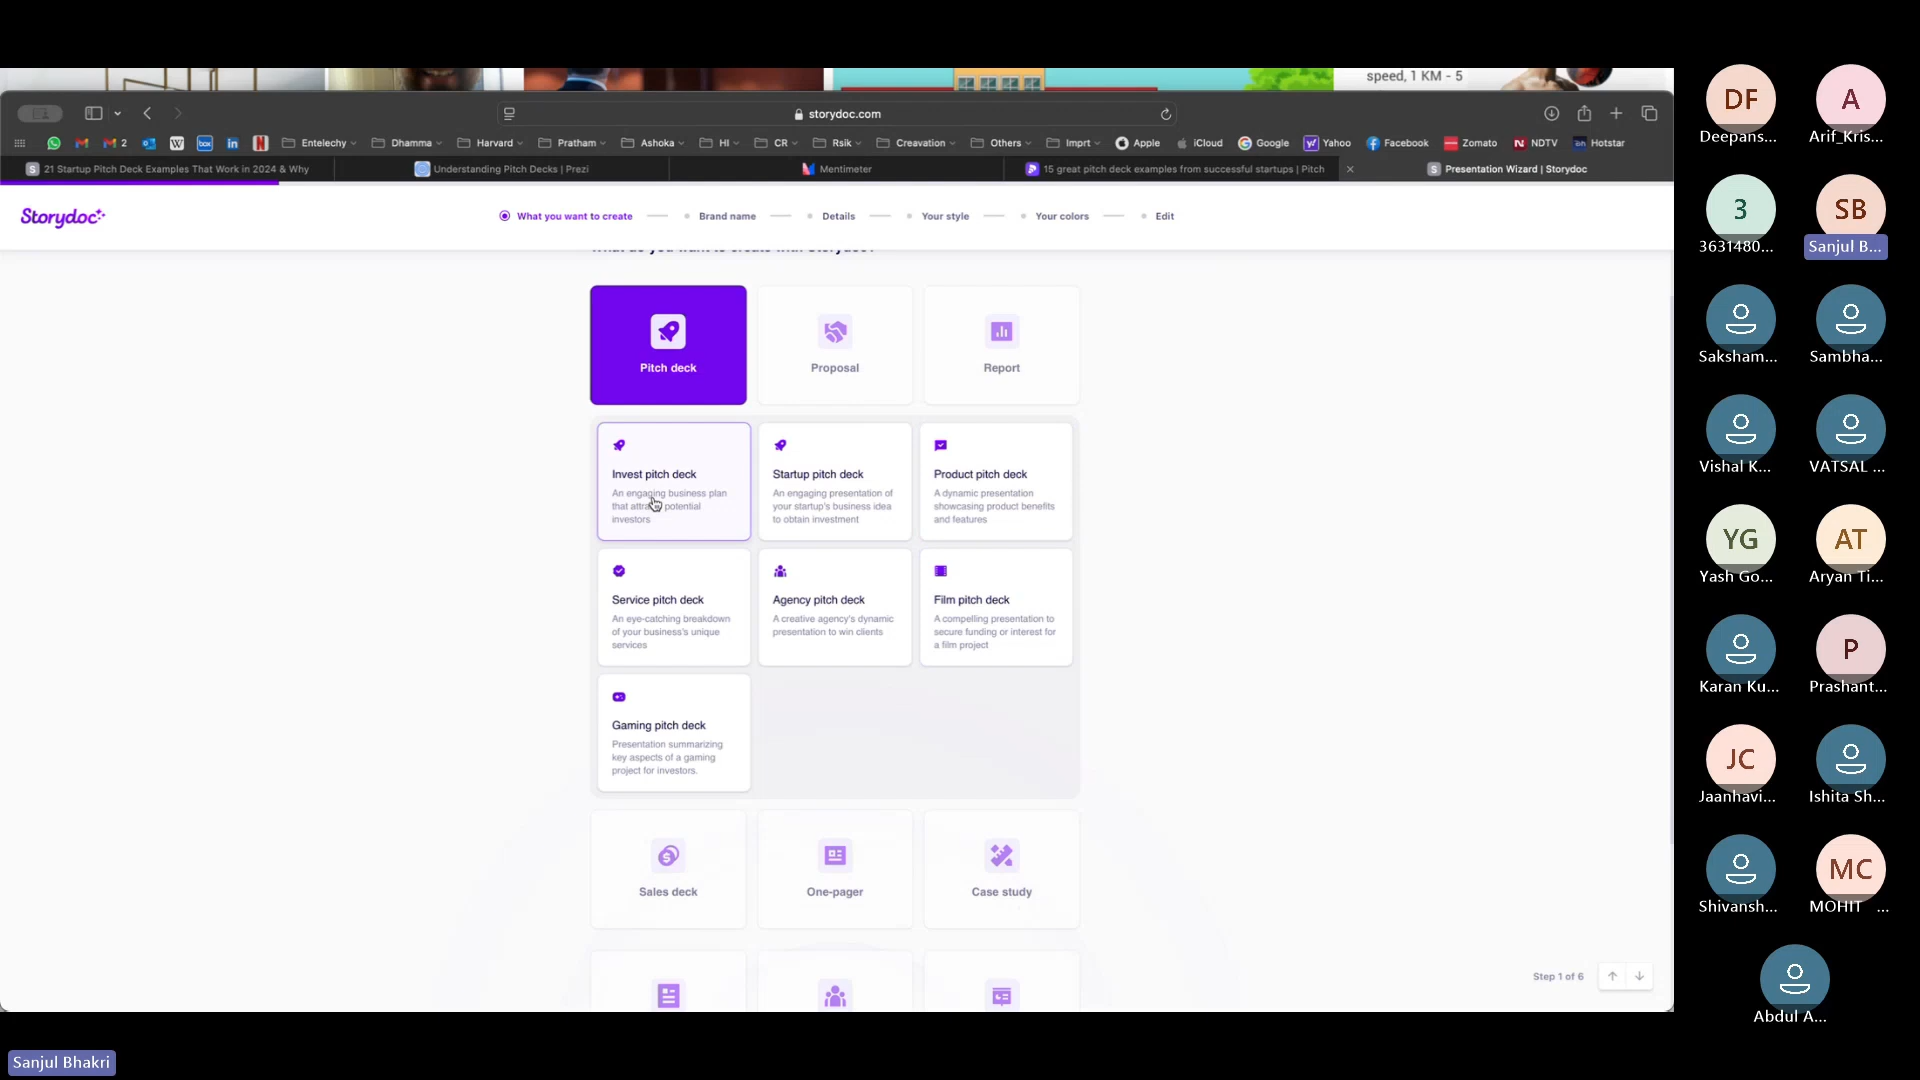 speed, 1 KM - 5
storydoc.com
2
Entelechy
Dhamma
Harvard
Pratham
Ashoka
HI
CR
Rsik
Creavation
Others
Imprt
Apple
iCloud
Google
Yahoo
Facebook
Zomato
NDTV
Hotstar
21 Startup Pitch Deck Examples That Work in 2024 & Why
Understanding Pitch Decks | Prezi
Mentimeter
15 great pitch deck examples from successful startups | Pitch
Presentation Wizard | Storydoc
Storydoc
What you want to create
Brand name
Details
Your style
Your colors
Edit
Pitch deck
Proposal
Report
Invest pitch deck
An engaging business plan
that attracts potential
investors
Startup pitch deck
An engaging presentation of
your startup's business idea
to obtain investment
Product pitch deck
A dynamic presentation
showcasing product benefits
and features
Service pitch deck
An eye-catching breakdown
of your business's unique
services
Agency pitch deck
A creative agency's dynamic
presentation to win clients
Film pitch deck
A compelling presentation to
secure funding or interest for
a film project
Gaming pitch deck
Presentation summarizing
key aspects of a gaming
project for investors.
Sales deck
One-pager
Case study
Step 1 of 6
DF
Deepans...
A
Arif_Kris...
3
3631480...
SB
Sanjul B...
Saksham...
Sambha...
Vishal K...
VATSAL ...
YG
Yash Go...
AT
Aryan Ti...
Karan Ku...
P
Prashant...
JC
Jaanhavi...
Ishita Sh...
Shivansh...
MC
MOHIT ...
Abdul A...
Sanjul Bhakri